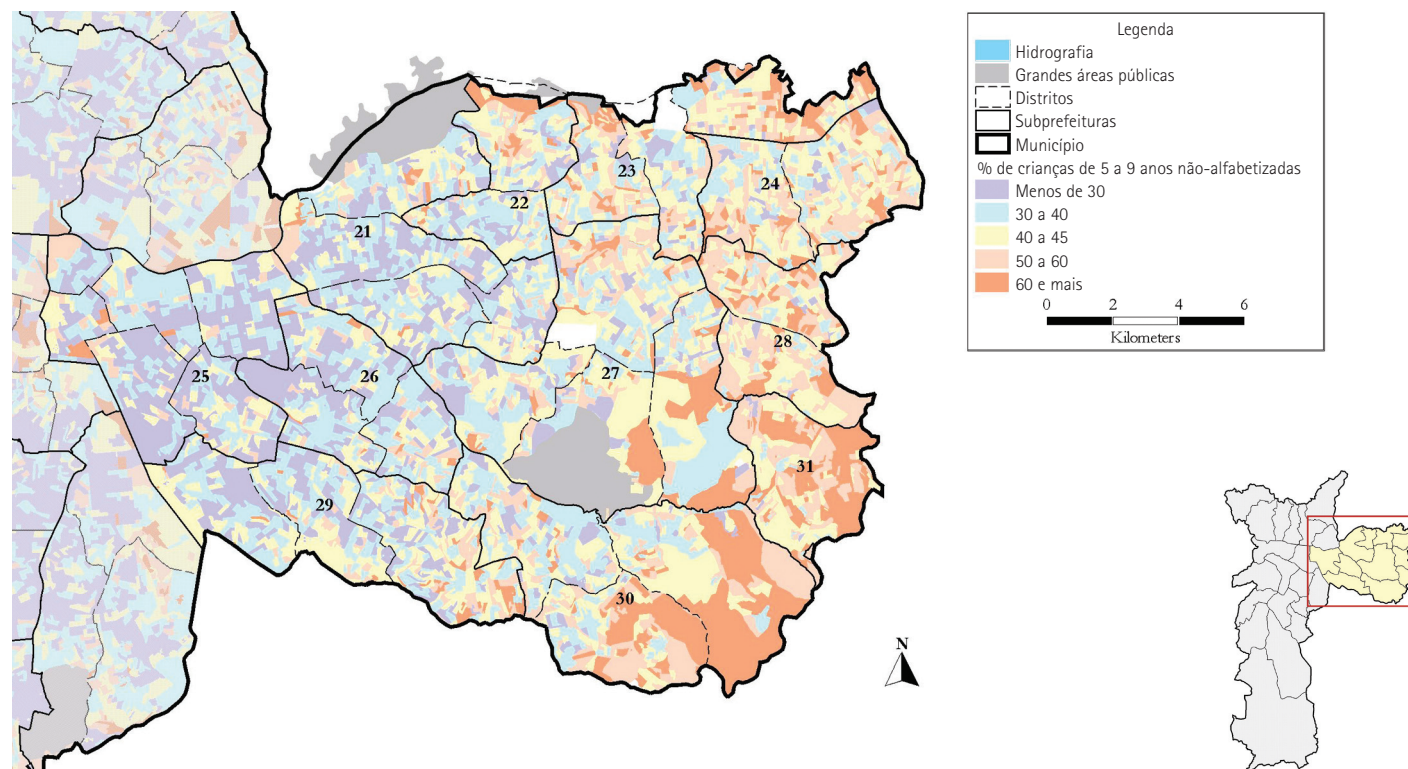 Legenda
Hidrografia
Grandes áreas públicas
Distritos
Subprefeituras
Município
% de crianças de 5 a 9 anos não-alfabetizadas
Menos de 30
30 a 40
40 a 45
50 a 60
60 e mais
0 2 4 6
Kilometers
23
24
22
21
28
25
26
27
31
29
30
N